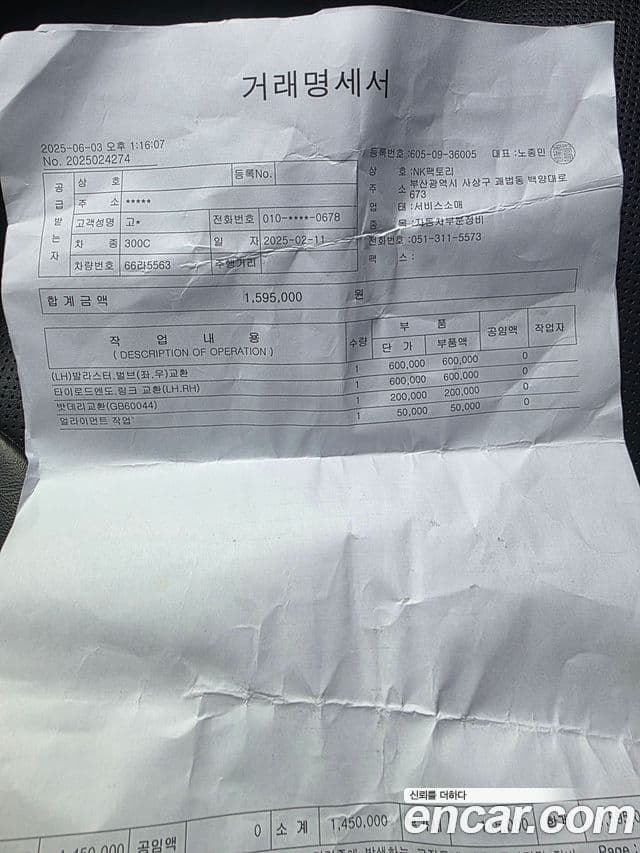 거래명세서
2025-06-03 오후 1:16:07
No. 2025024274
등록번호 :605-09-36005 대표 : 노종민
상 호 :NK팩토리
주 소 부산광역시 사상구 괘법동 백양대로 673
업 태 :서비스소매
종 목 :자동차부분정비
전화번호 :051-311-5573
팩 스 :
공급받는자
상 호 등록No.
주 소 *****
고객성명 고* 전화번호 010-****-0678
차 종 300C 일 자 2025-02-11
차량번호 66라5563 주행거리
합계금액 1,595,000 원
작 업 내 용 수량 부 품 공임액 작업자
( DESCRIPTION OF OPERATION ) 단 가 부품액
(LH)발라스터.벌브(좌,우)교환 1 600,000 600,000 0
타이로드엔도.링크 교환(LH.RH) 1 600,000 600,000 0
밧데리교환(GB60044) 1 200,000 200,000 0
얼라이먼트 작업' 1 50,000 50,000 0
신뢰를 더하다
encar.com
1,450,000 공임액 0 소 계 1,450,000
Page :